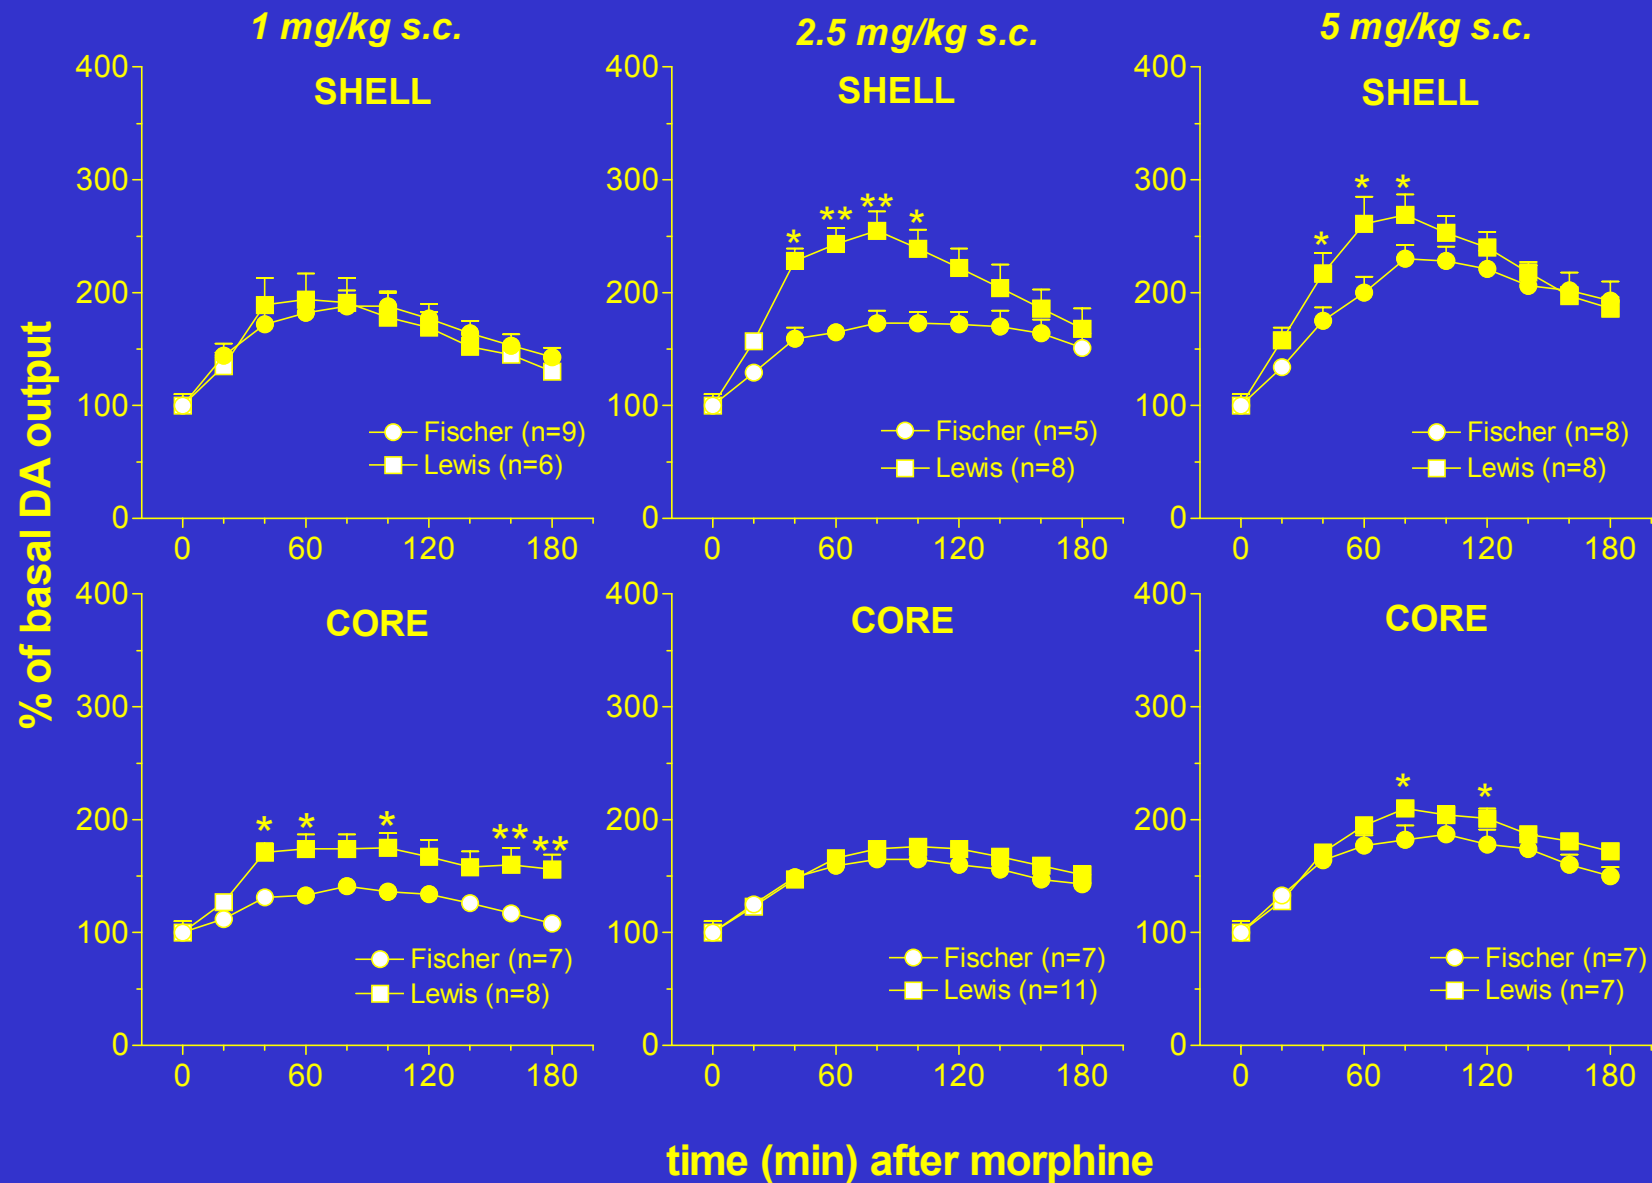 1 mg/kg s.c.
2.5 mg/kg s.c.
5 mg/kg s.c.
% of basal DA output
SHELL
400
300
200
100
0
* * * *
Fischer (n=9)
Lewis (n=6)
0 60 120 180
SHELL
400
300
200
100
0
* ** ** *
Fischer (n=5)
Lewis (n=8)
0 60 120 180
SHELL
400
300
200
100
0
* * *
Fischer (n=8)
Lewis (n=8)
0 60 120 180
CORE
400
300
200
100
0
* * * ** **
Fischer (n=7)
Lewis (n=8)
0 60 120 180
CORE
400
300
200
100
0
Fischer (n=7)
Lewis (n=11)
0 60 120 180
CORE
400
300
200
100
0
* *
Fischer (n=7)
Lewis (n=7)
0 60 120 180
time (min) after morphine